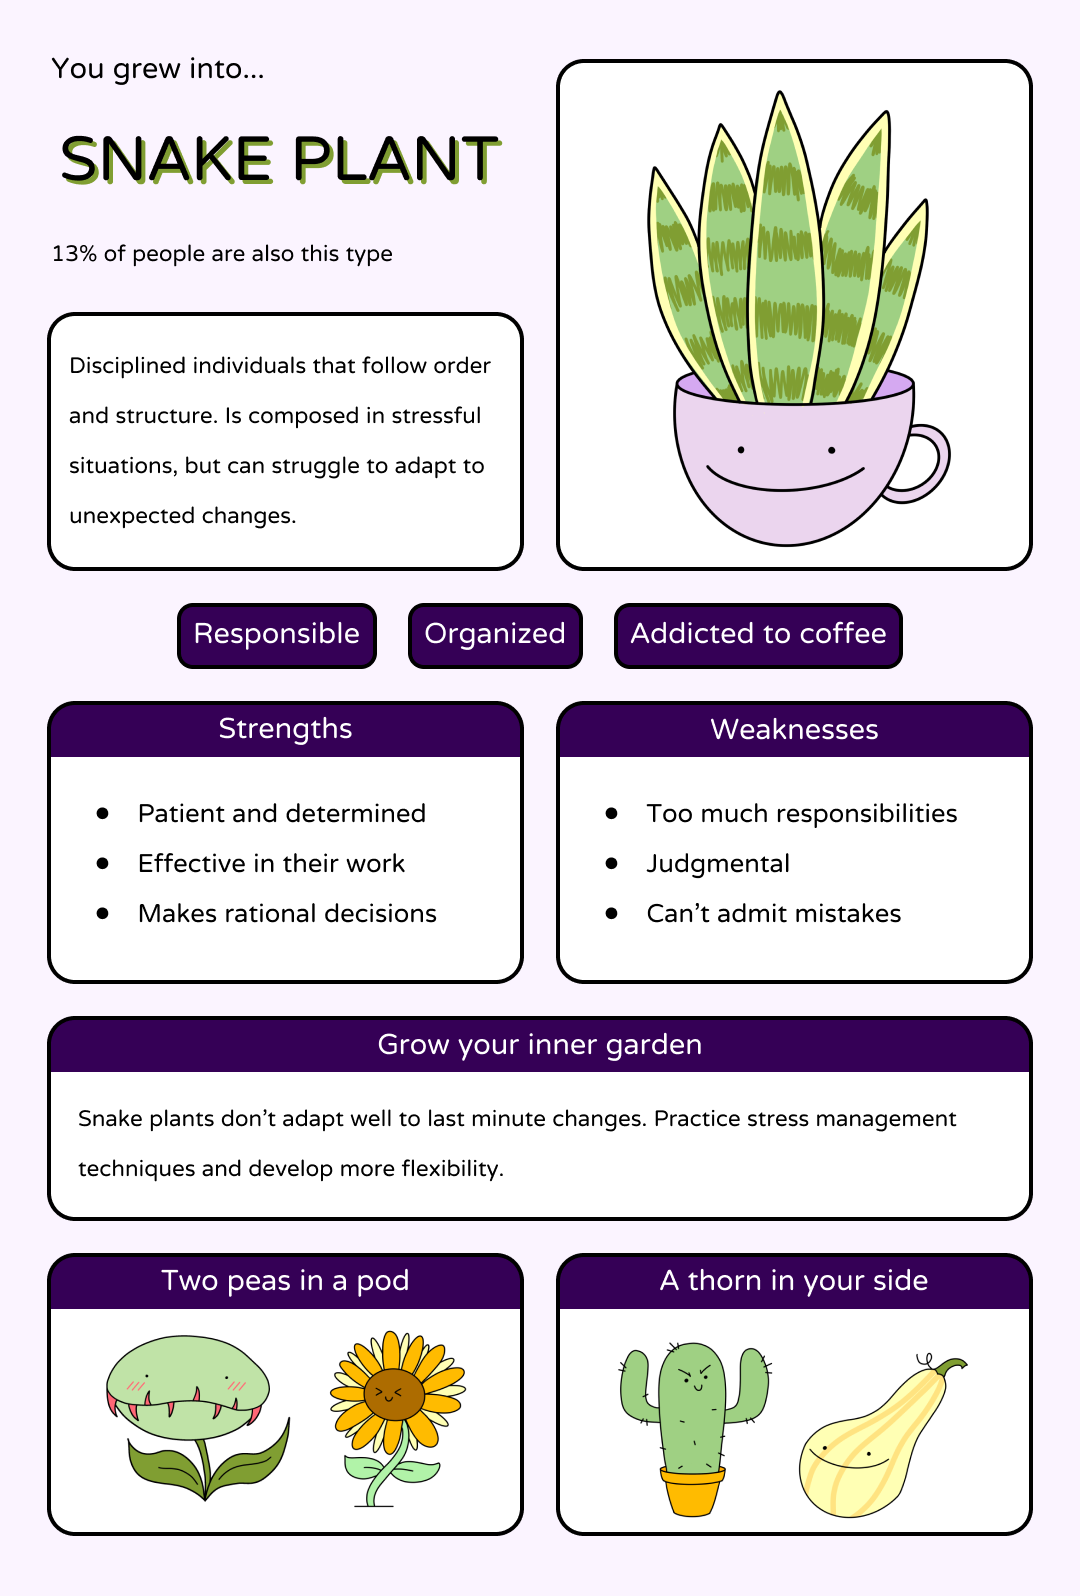 You grew into...
SNAKE PLANT
13% of people are also this type
Disciplined individuals that follow order
and structure. Is composed in stressful
situations, but can struggle to adapt to
unexpected changes.
Responsible
Organized
Addicted to coffee
Strengths
● Patient and determined
● Effective in their work
● Makes rational decisions
Weaknesses
● Too much responsibilities
● Judgmental
● Can’t admit mistakes
Grow your inner garden
Snake plants don’t adapt well to last minute changes. Practice stress management
techniques and develop more flexibility.
Two peas in a pod
A thorn in your side